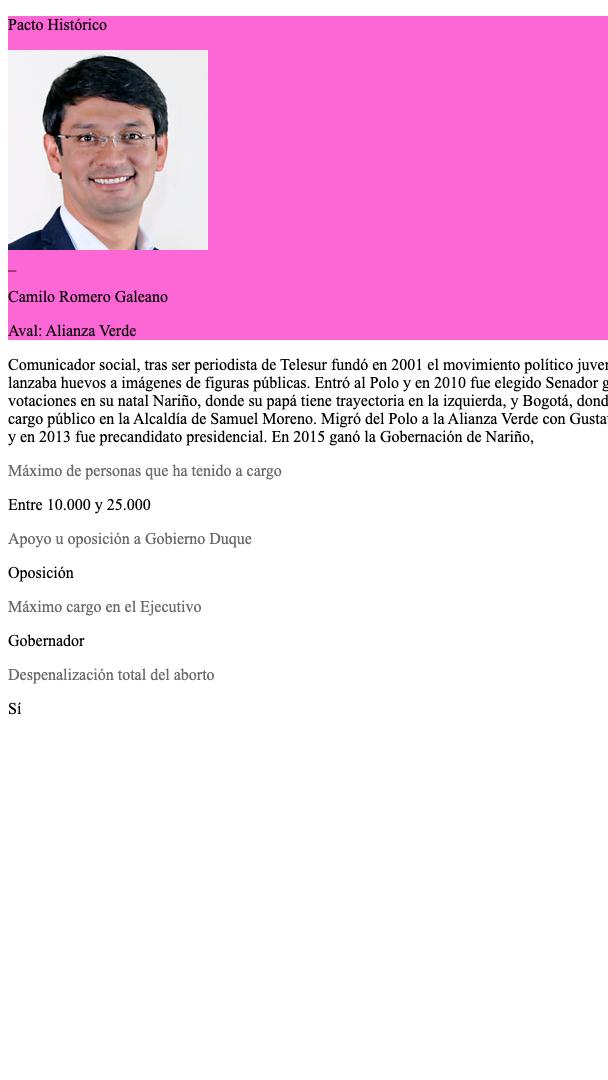 Pacto Histórico
_
Camilo Romero Galeano
Aval: Alianza Verde
Comunicador social, tras ser periodista de Telesur fundó en 2001 el movimiento político
lanzaba huevos a imágenes de figuras públicas. Entró al Polo y en 2010 fue elegido Senador
votaciones en su natal Nariño, donde su papá tiene trayectoria en la izquierda, y Bogotá,
cargo público en la Alcaldía de Samuel Moreno. Migró del Polo a la Alianza Verde con
y en 2013 fue precandidato presidencial. En 2015 ganó la Gobernación de Nariño,
Máximo de personas que ha tenido a cargo
Entre 10.000 y 25.000
Apoyo u oposición a Gobierno Duque
Oposición
Máximo cargo en el Ejecutivo
Gobernador
Despenalización total del aborto
Sí